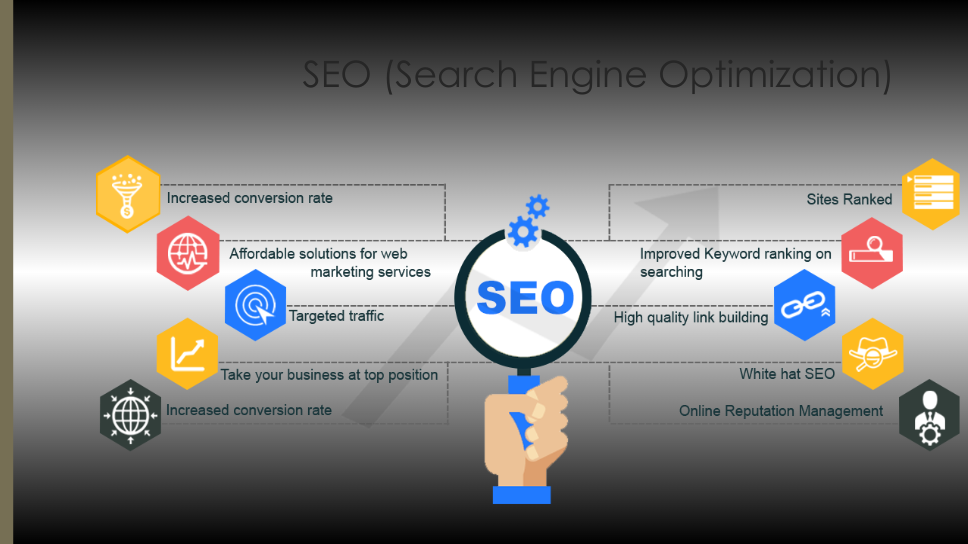 SEO (Search Engine Optimization)
Increased conversion rate
Affordable solutions for web
marketing services
Targeted traffic
Take your business at top position
Increased conversion rate
SEO
Sites Ranked
Improved Keyword ranking on
searching
High quality link building
White hat SEO
Online Reputation Management